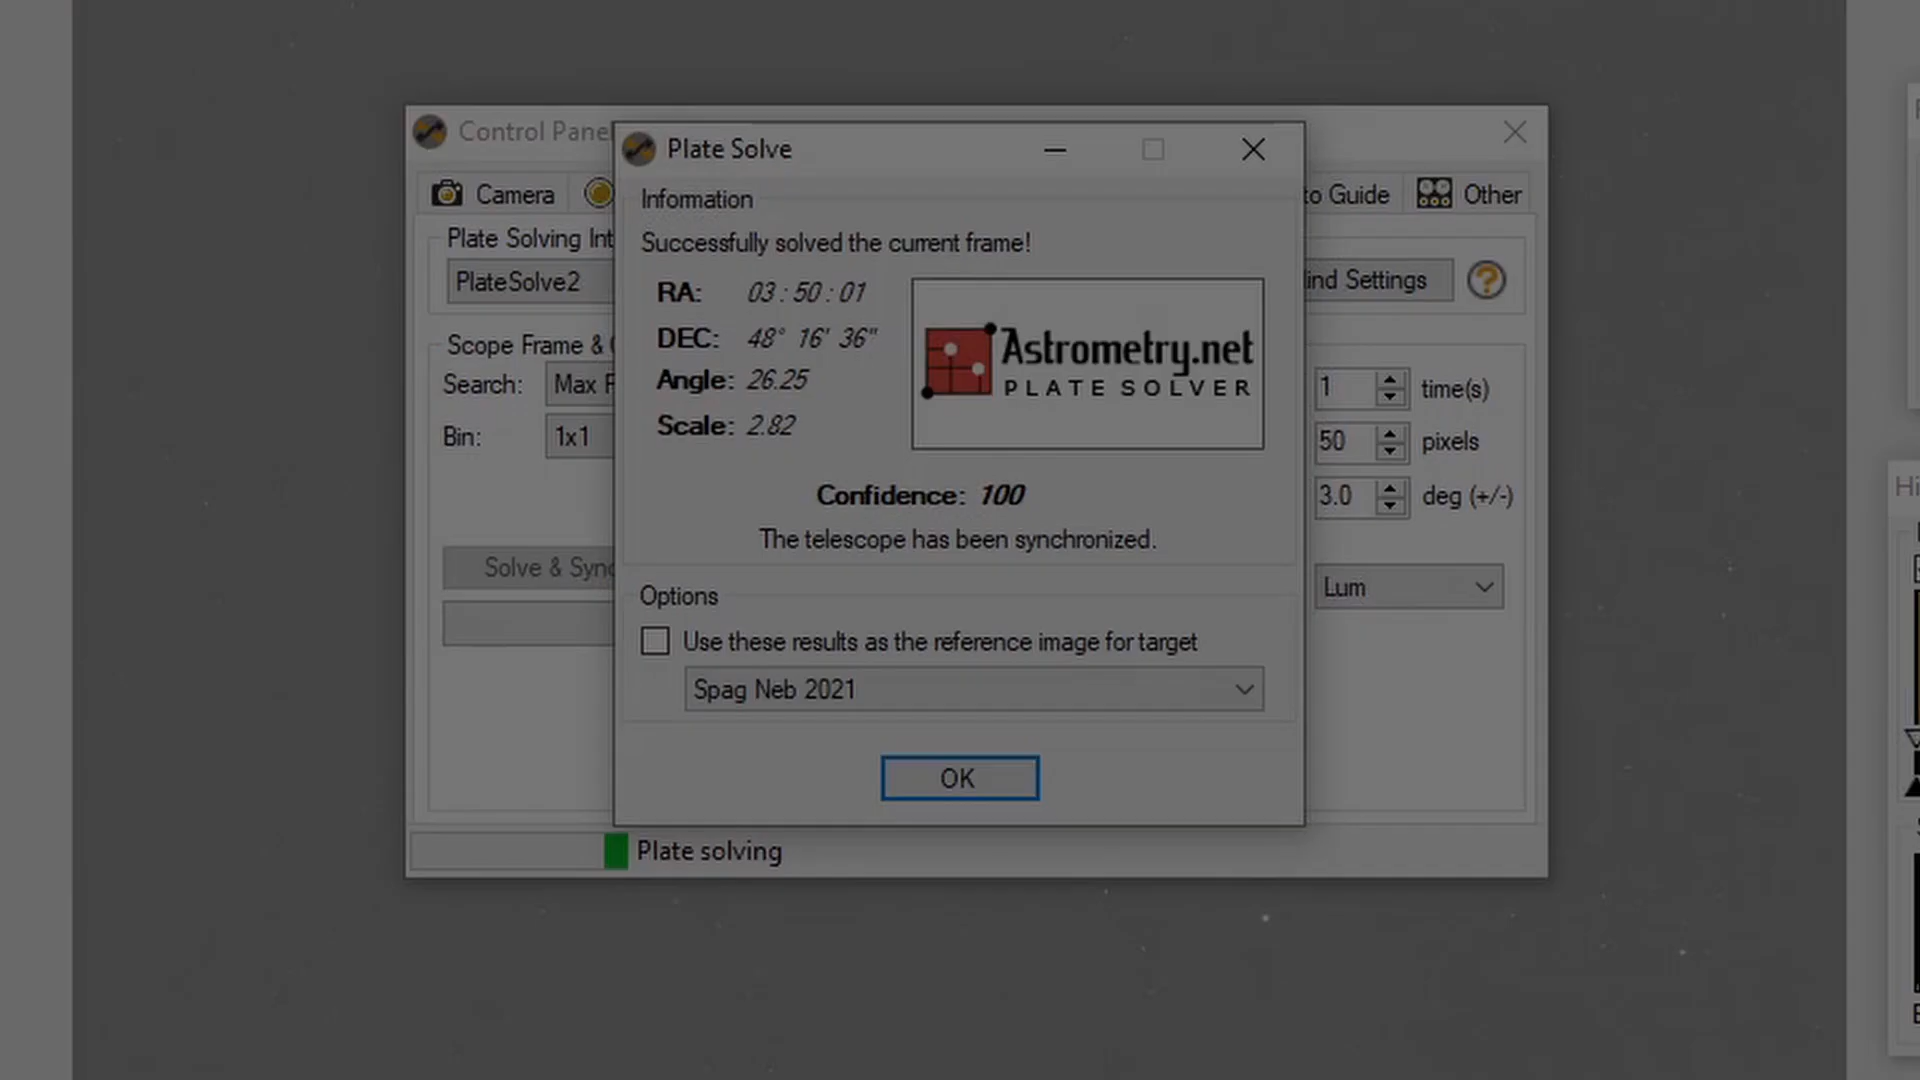 Control Pane
Plate Solve
Camera
to Guide
Other
Information
Plate Solving Int
Successfully solved the current frame!
PlateSolve2
ind Settings
RA: 03 : 50 : 01
DEC: 48° 16' 36"
Angle: 26.25
Scale: 2.82
Astrometry.net
PLATE SOLVER
Scope Frame &
Search: Max F
Bin: 1x1
1 time(s)
50 pixels
3.0 deg (+/-)
Confidence: 100
The telescope has been synchronized.
Solve & Sync
Lum
Options
Use these results as the reference image for target
Spag Neb 2021
OK
Plate solving
Hi